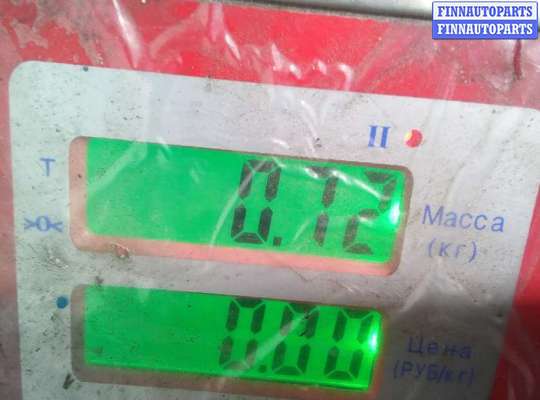 FINNAUTOPARTS
FINNAUTOPARTS
II
T
>0<
0.72
Масса
(кг)
0.00
Цена
(РУБ/кг)